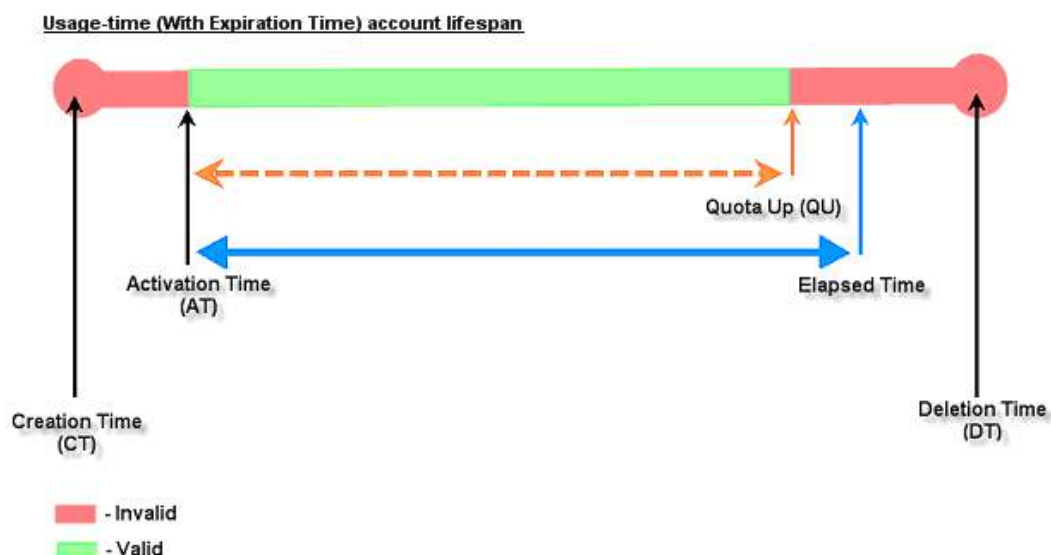 Usage-time (With Expiration Time) account lifespan
Quota Up (QU)
Activation Time
(AT)
Elapsed Time
Creation Time
(CT)
Deletion Time
(DT)
- Invalid
- Valid